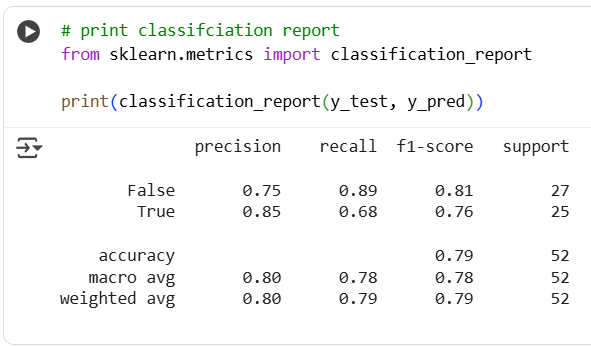 # print classifciation report
from sklearn.metrics import classification_report
print(classification_report(y_test, y_pred))
precision recall f1-score support
False 0.75 0.89 0.81 27
True 0.85 0.68 0.76 25
accuracy 0.79 52
macro avg 0.80 0.78 0.78 52
weighted avg 0.80 0.79 0.79 52